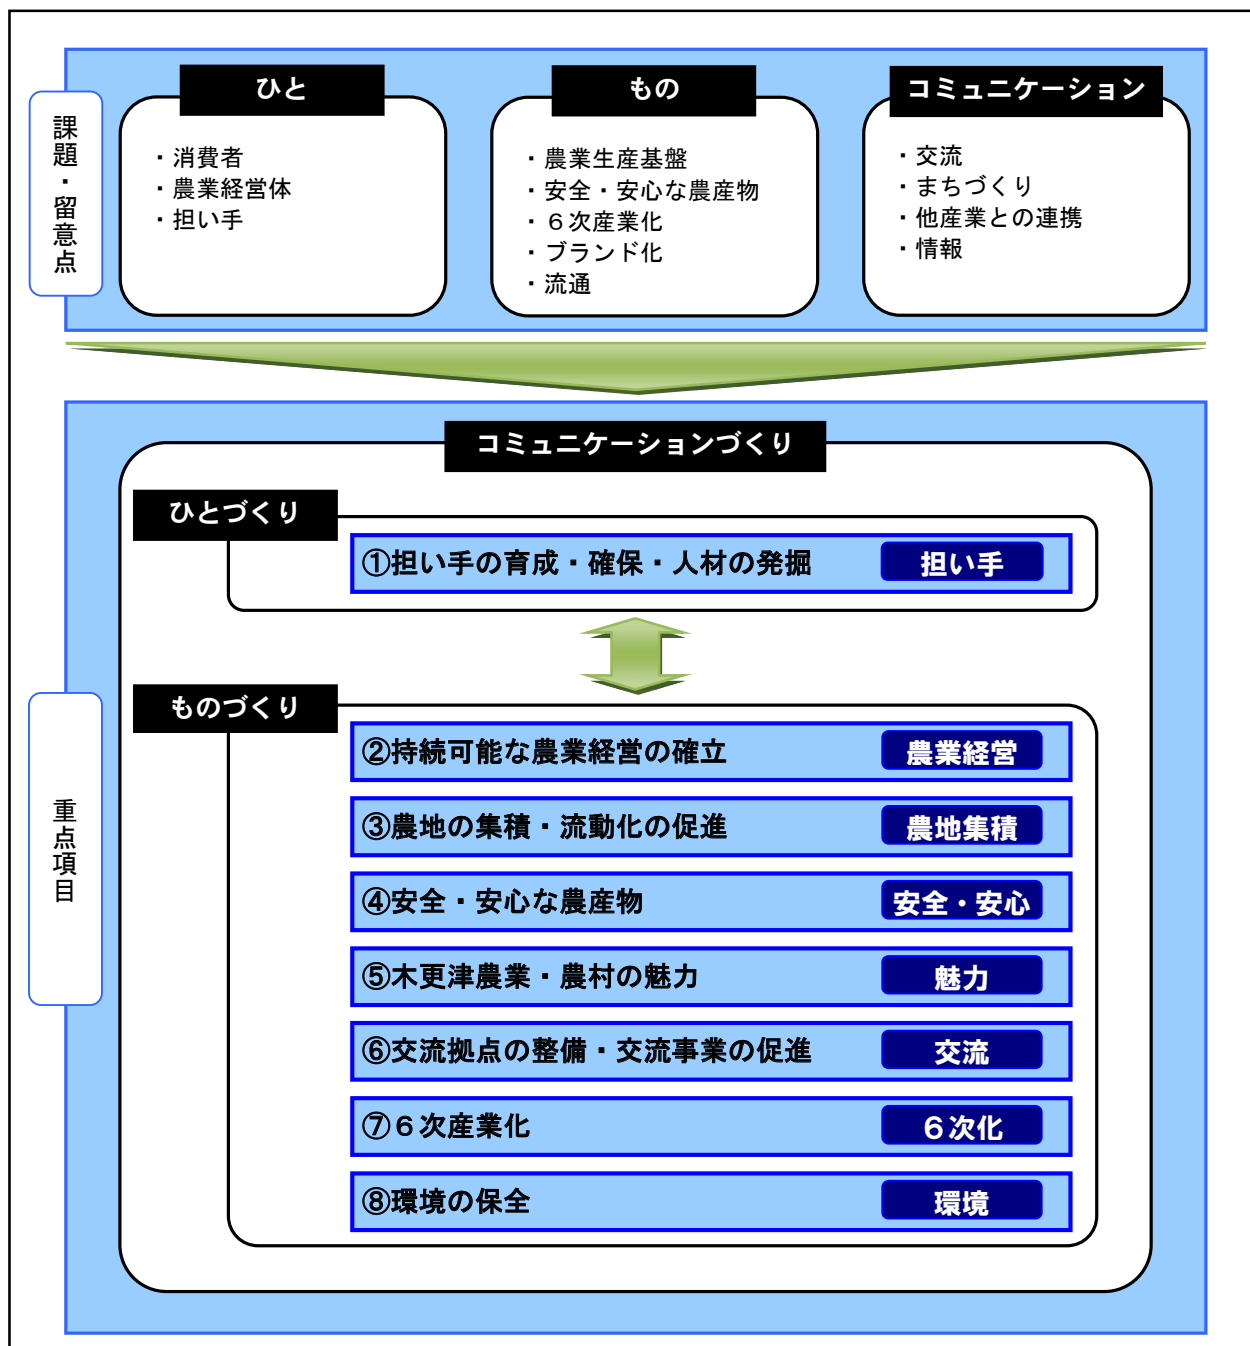 課題・留意点
ひと
・消費者
・農業経営体
・担い手
もの
・農業生産基盤
・安全・安心な農産物
・６次産業化
・ブランド化
・流通
コミュニケーション
・交流
・まちづくり
・他産業との連携
・情報
重点項目
コミュニケーションづくり
ひとづくり
①担い手の育成・確保・人材の発掘 担い手
ものづくり
②持続可能な農業経営の確立 農業経営
③農地の集積・流動化の促進 農地集積
④安全・安心な農産物 安全・安心
⑤木更津農業・農村の魅力 魅力
⑥交流拠点の整備・交流事業の促進 交流
⑦６次産業化 ６次化
⑧環境の保全 環境